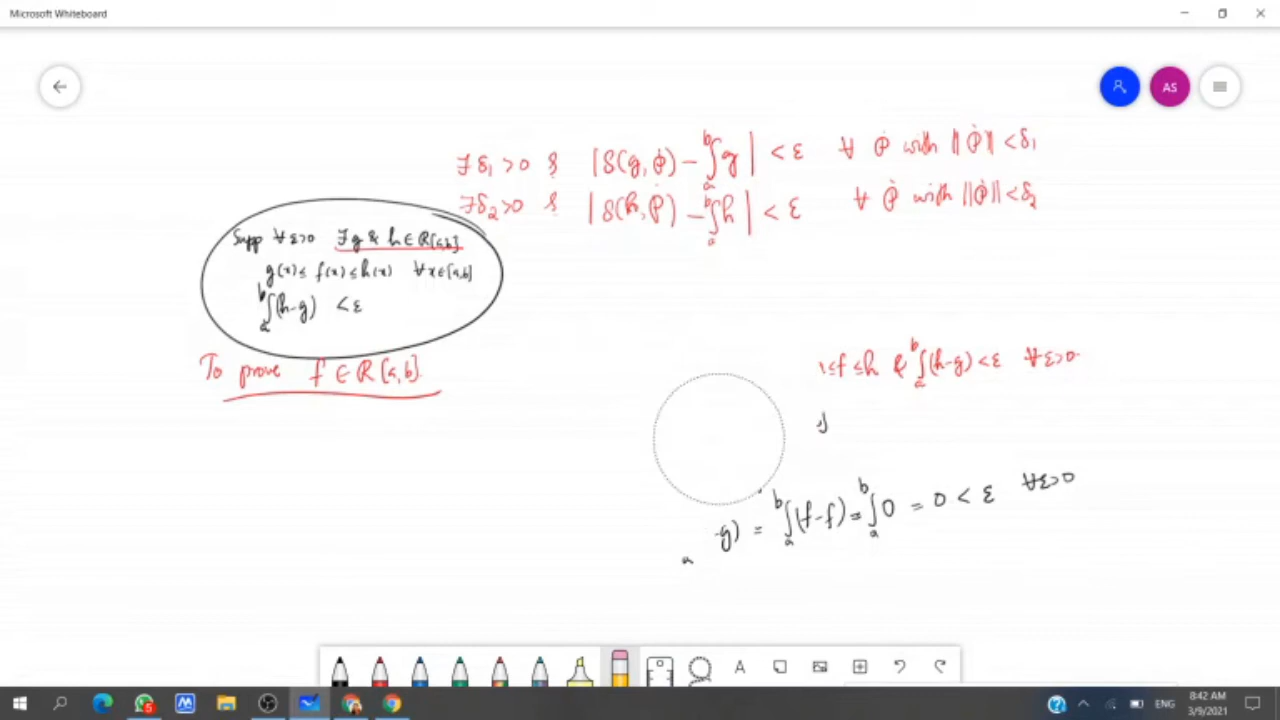 Microsoft Whiteboard
AS
∃ δ₁ >0 & |S(g, Ṗ) − ∫ₐᵇ g | < ε ∀ Ṗ with ||Ṗ|| < δ₁
∃ δ₂ >0 & |S(h, Ṗ) − ∫ₐᵇ h | < ε ∀ Ṗ with ||Ṗ|| < δ₂
Supp ∀ ε>0 ∃ g & h ∈ R[a,b]
g(x) ≤ f(x) ≤ h(x) ∀ x ∈ [a,b]
∫ₐᵇ (h−g) < ε
To prove f ∈ R[a,b].
≤f ≤h & ∫ₐᵇ (h−g) < ε ∀ ε>0
a -g) = ∫ₐᵇ (f−f) = ∫ₐᵇ 0 = 0 < ε ∀ ε>0
A
5
ENG
8:42 AM
3/9/2021